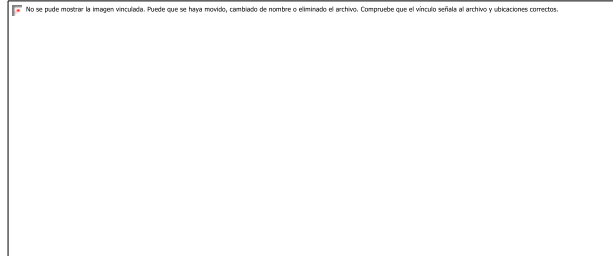 No se pude mostrar la imagen vinculada. Puede que se haya movido, cambiado de nombre o eliminado el archivo. Compruebe que el vínculo señala al archivo y ubicaciones correctos.